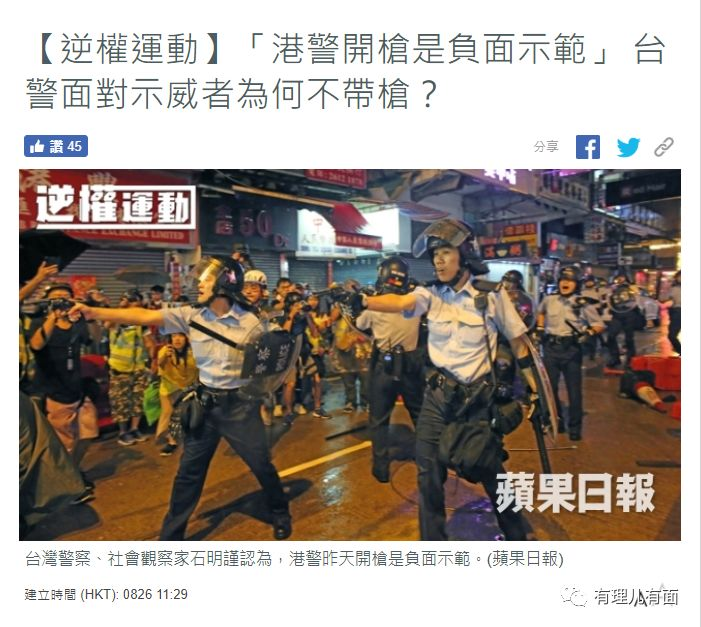 【逆權運動】「港警開槍是負面示範」 台
警面對示威者為何不帶槍？
讚 45
分享
逆權運動
蘋果日報
台灣警察、社會觀察家石明謹認為，港警昨天開槍是負面示範。(蘋果日報)
建立時間 (HKT): 0826 11:29
有理儿有面